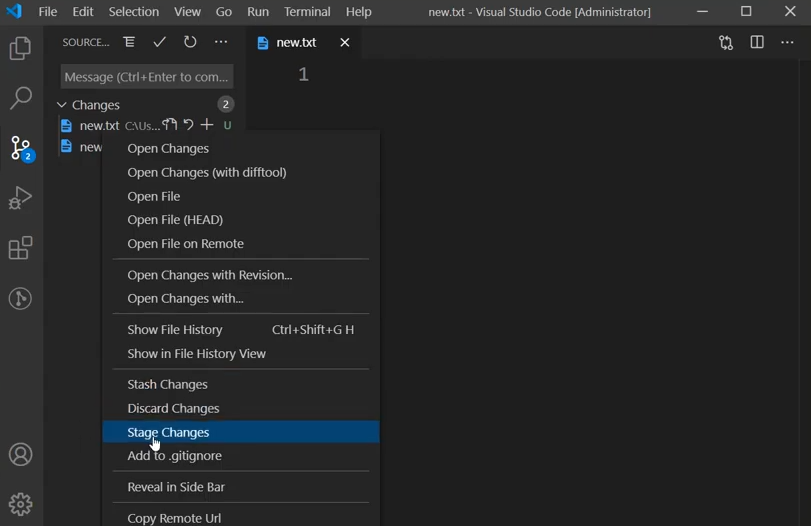 File Edit Selection View Go Run Terminal Help new.txt - Visual Studio Code [Administrator]
SOURCE... new.txt
Message (Ctrl+Enter to com...
1
Changes 2
new.txt C:\Us... U
new
2
Open Changes
Open Changes (with difftool)
Open File
Open File (HEAD)
Open File on Remote
Open Changes with Revision...
Open Changes with...
Show File History Ctrl+Shift+G H
Show in File History View
Stash Changes
Discard Changes
Stage Changes
Add to .gitignore
Reveal in Side Bar
Copy Remote Url